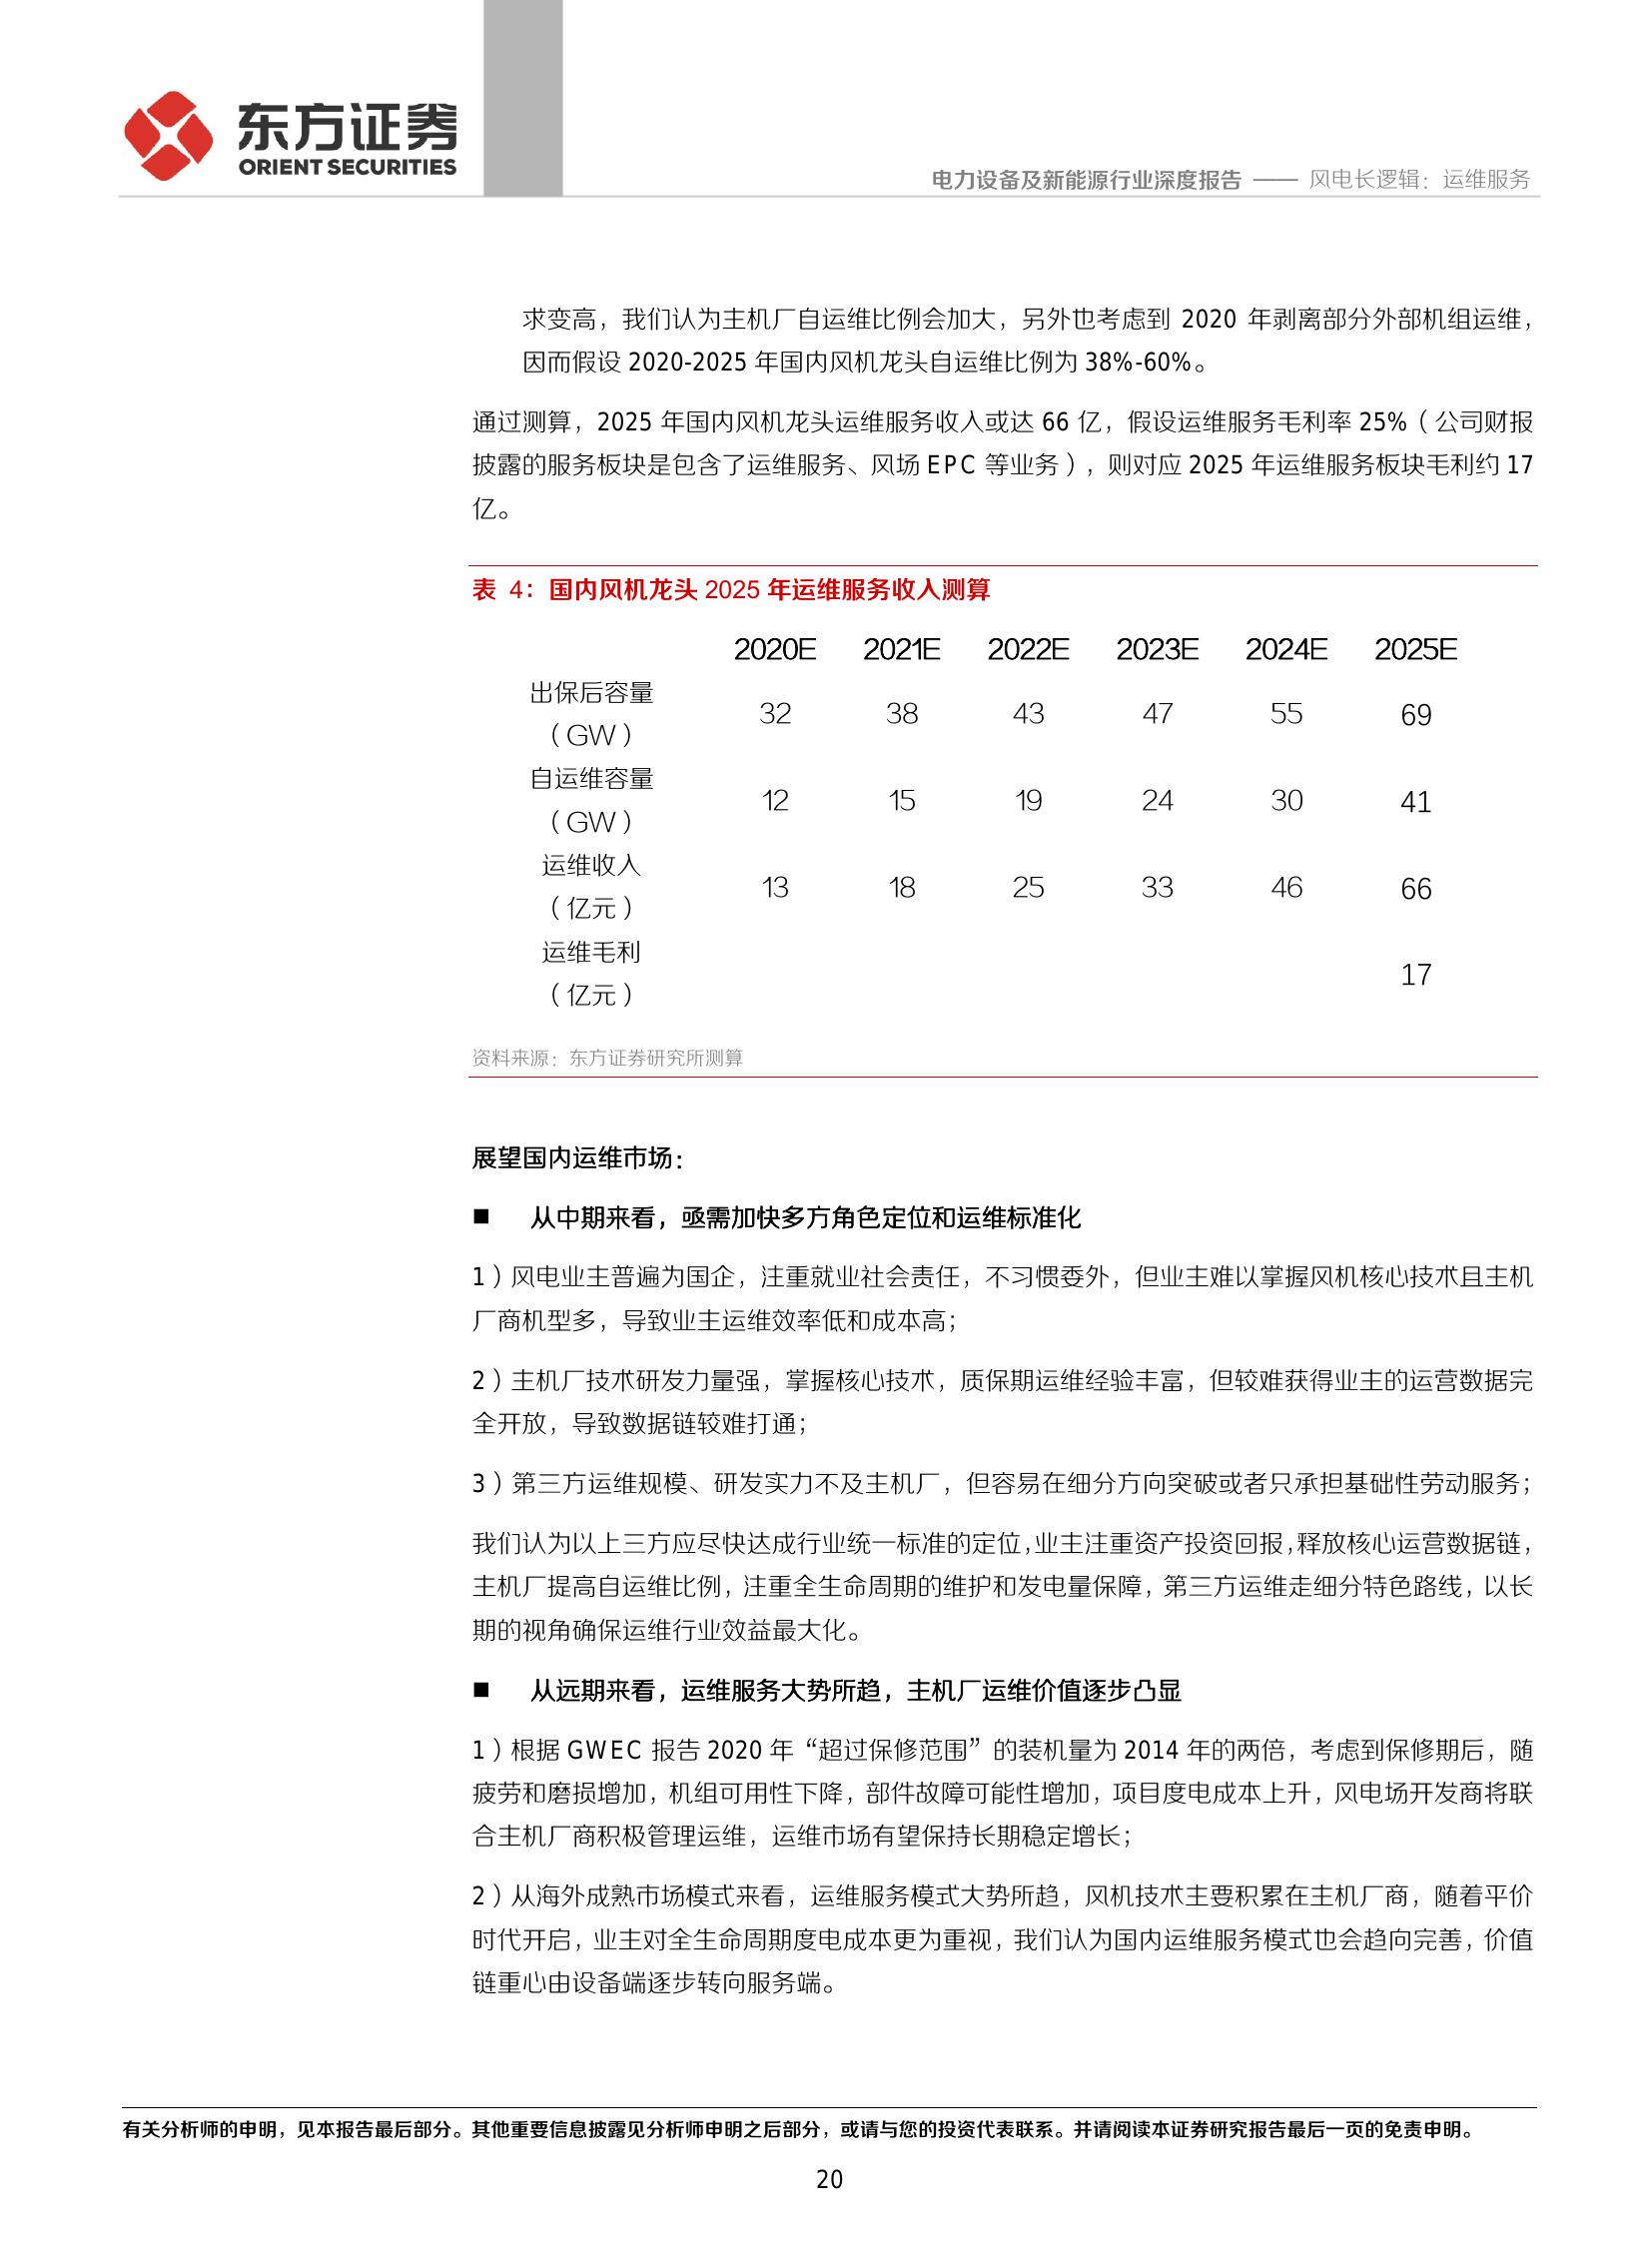 东方证券
ORIENT SECURITIES
电力设备及新能源行业深度报告 —— 风电长逻辑：运维服务
求变高，我们认为主机厂自运维比例会加大，另外也考虑到 2020 年剥离部分外部机组运维，
因而假设 2020-2025 年国内风机龙头自运维比例为 38%-60%。
通过测算，2025 年国内风机龙头运维服务收入或达 66 亿，假设运维服务毛利率 25%（公司财报
披露的服务板块是包含了运维服务、风场 EPC 等业务），则对应 2025 年运维服务板块毛利约 17
亿。
表 4：国内风机龙头 2025 年运维服务收入测算
2020E 2021E 2022E 2023E 2024E 2025E
出保后容量
（GW） 32 38 43 47 55 69
自运维容量
（GW） 12 15 19 24 30 41
运维收入
（亿元） 13 18 25 33 46 66
运维毛利
（亿元） 17
资料来源：东方证券研究所测算
展望国内运维市场：
■ 从中期来看，亟需加快多方角色定位和运维标准化
1）风电业主普遍为国企，注重就业社会责任，不习惯委外，但业主难以掌握风机核心技术且主机
厂商机型多，导致业主运维效率低和成本高；
2）主机厂技术研发力量强，掌握核心技术，质保期运维经验丰富，但较难获得业主的运营数据完
全开放，导致数据链较难打通；
3）第三方运维规模、研发实力不及主机厂，但容易在细分方向突破或者只承担基础性劳动服务；
我们认为以上三方应尽快达成行业统一标准的定位，业主注重资产投资回报，释放核心运营数据链，
主机厂提高自运维比例，注重全生命周期的维护和发电量保障，第三方运维走细分特色路线，以长
期的视角确保运维行业效益最大化。
■ 从远期来看，运维服务大势所趋，主机厂运维价值逐步凸显
1）根据 GWEC 报告 2020 年“超过保修范围”的装机量为 2014 年的两倍，考虑到保修期后，随
疲劳和磨损增加，机组可用性下降，部件故障可能性增加，项目度电成本上升，风电场开发商将联
合主机厂商积极管理运维，运维市场有望保持长期稳定增长；
2）从海外成熟市场模式来看，运维服务模式大势所趋，风机技术主要积累在主机厂商，随着平价
时代开启，业主对全生命周期度电成本更为重视，我们认为国内运维服务模式也会趋向完善，价值
链重心由设备端逐步转向服务端。
有关分析师的申明，见本报告最后部分。其他重要信息披露见分析师申明之后部分，或请与您的投资代表联系。并请阅读本证券研究报告最后一页的免责申明。
20